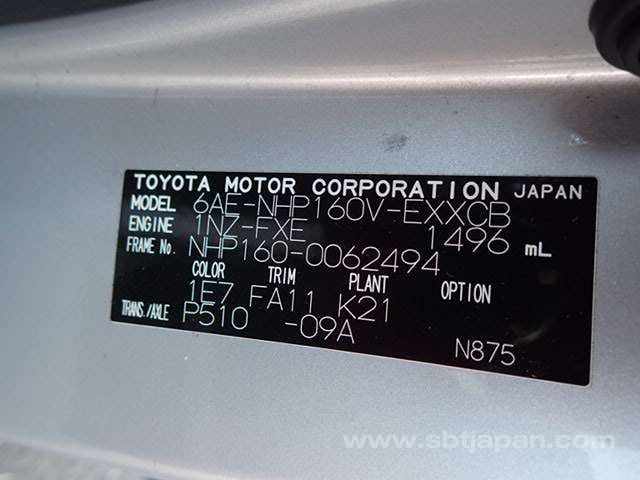 TOYOTA MOTOR CORPORATION JAPAN
MODEL 6AE-NHP160V-EXXCB
ENGINE 1NZ-FXE 1496 mL
FRAME No. NHP160-0062494
COLOR TRIM PLANT OPTION
1E7 FA11 K21
TRANS./AXLE P510 -09A
N875
www.sbtjapan.com